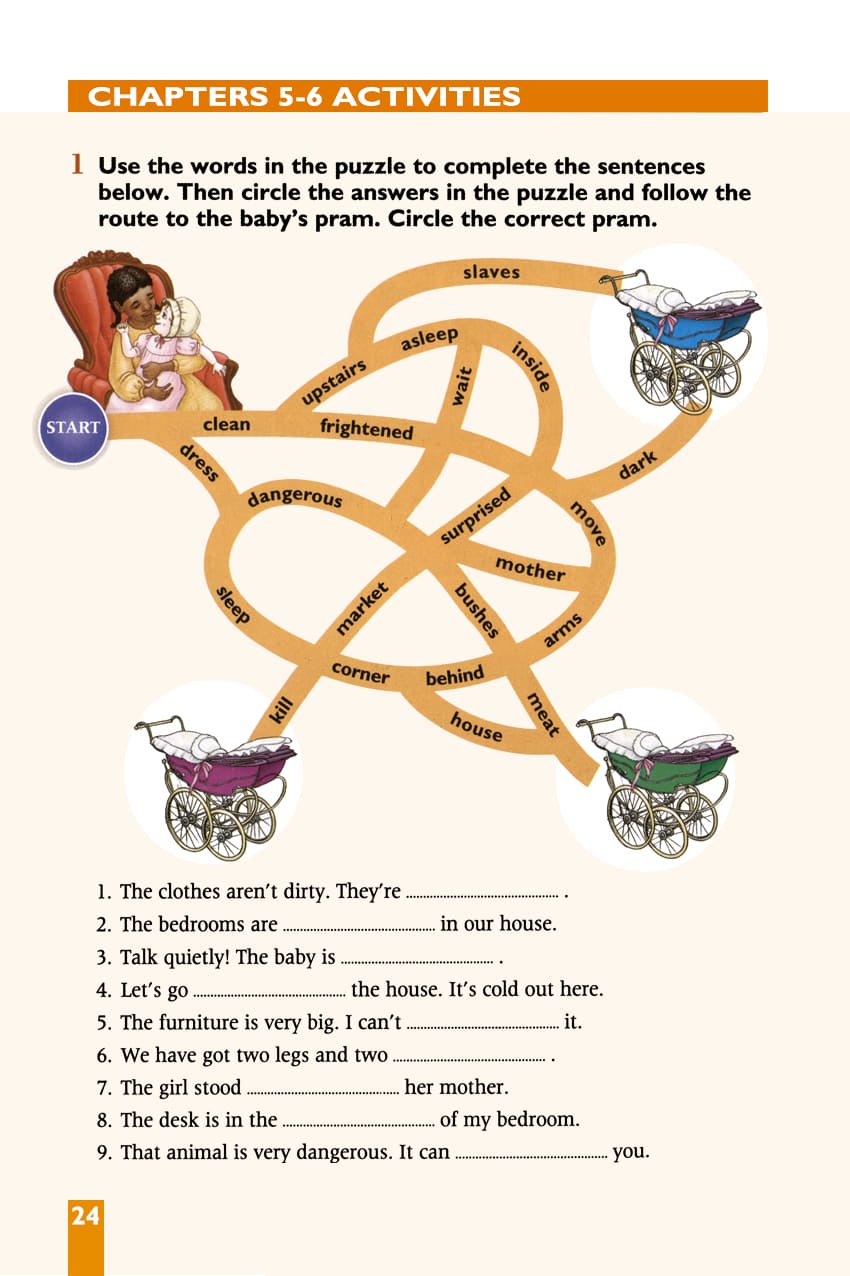 CHAPTERS 5-6 ACTIVITIES
1 Use the words in the puzzle to complete the sentences
below. Then circle the answers in the puzzle and follow the
route to the baby’s pram. Circle the correct pram.
slaves
asleep
inside
upstairs
wait
START
clean
frightened
dark
dress
dangerous
surprised
move
mother
sleep
market
bushes
arms
corner
behind
kill
house
meat
1. The clothes aren’t dirty. They’re ............................................. .
2. The bedrooms are ............................................. in our house.
3. Talk quietly! The baby is ............................................. .
4. Let’s go ............................................. the house. It’s cold out here.
5. The furniture is very big. I can’t ............................................. it.
6. We have got two legs and two ............................................. .
7. The girl stood ............................................. her mother.
8. The desk is in the ............................................. of my bedroom.
9. That animal is very dangerous. It can ............................................. you.
24